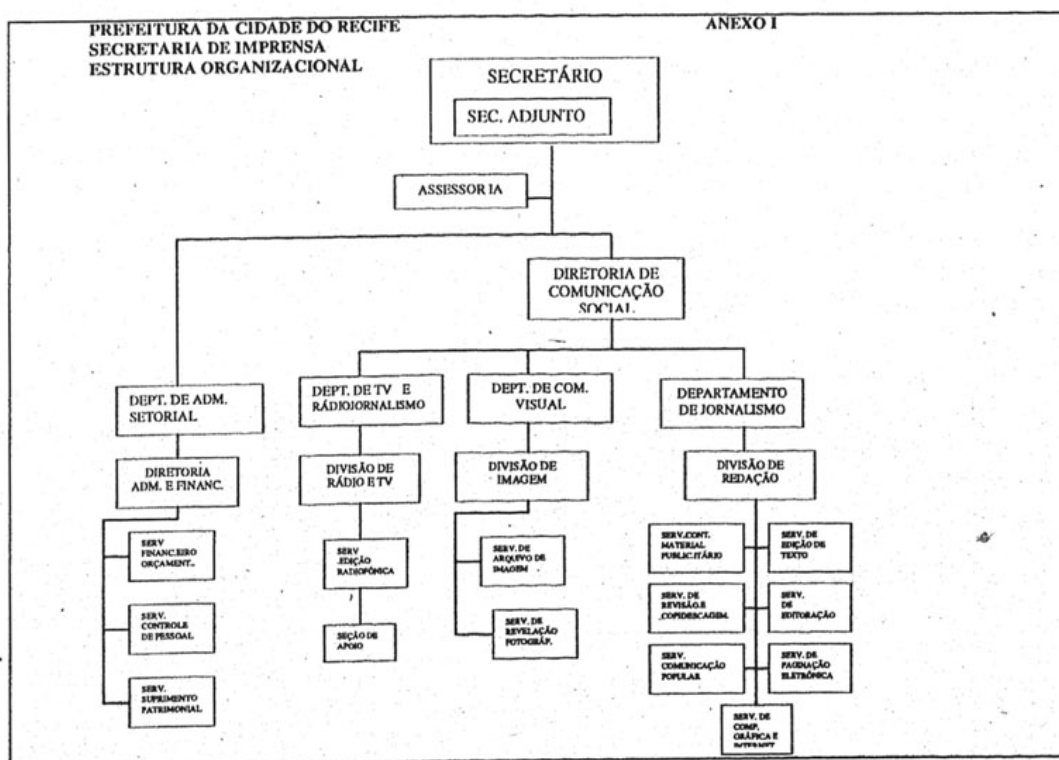 PREFEITURA DA CIDADE DO RECIFE
SECRETARIA DE IMPRENSA
ESTRUTURA ORGANIZACIONAL
ANEXO I
SECRETÁRIO
SEC. ADJUNTO
ASSESSORIA
DIRETORIA DE
COMUNICAÇÃO
SOCIAL
DEPT. DE ADM.
SETORIAL
DEPT. DE TV E
RÁDIOJORNALISMO
DEPT. DE COM.
VISUAL
DEPARTAMENTO
DE JORNALISMO
DIRETORIA
ADM. E FINANC.
DIVISÃO DE
RÁDIO E TV
DIVISÃO DE
IMAGEM
DIVISÃO DE
REDAÇÃO
SERV
FINANCEIRO
ORÇAMENT..
SERV.
CONTROLE
DE PESSOAL
SERV.
SUPRIMENTO
PATRIMONIAL
SERV
.EDIÇÃO
RADIOFÓNICA
SEÇÃO DE
APOIO
SERV. DE
ARQUIVO DE
IMAGEM
SERV. DE
REVELAÇÃO
FOTOGRÁF.
SERV.CONT.
MATERIAL
PUBLICITÁRIO
SERV. DE
EDIÇÃO DE
TEXTO
SERV. DE
REVISÃO.E
.COPIDESCAGEM.
SERV.
DE
EDITORAÇÃO
SERV.
COMUNICAÇÃO
POPULAR
SERV. DE
PAGINAÇÃO
ELETRÔNICA
SERV. DE
COMP.
GRÁFICA E
INTERNET